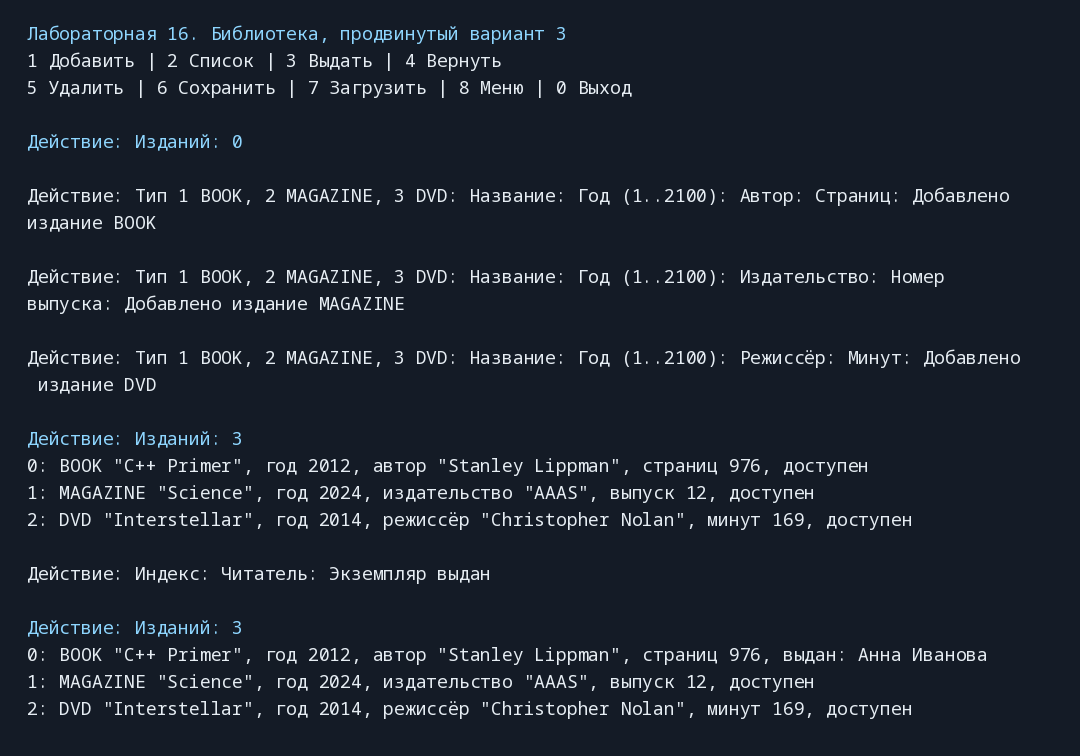 Лабораторная 16. Библиотека, продвинутый вариант 3
1 Добавить | 2 Список | 3 Выдать | 4 Вернуть
5 Удалить | 6 Сохранить | 7 Загрузить | 8 Меню | 0 Выход
Действие: Изданий: 0
Действие: Тип 1 BOOK, 2 MAGAZINE, 3 DVD: Название: Год (1..2100): Автор: Страниц: Добавлено
издание BOOK
Действие: Тип 1 BOOK, 2 MAGAZINE, 3 DVD: Название: Год (1..2100): Издательство: Номер
выпуска: Добавлено издание MAGAZINE
Действие: Тип 1 BOOK, 2 MAGAZINE, 3 DVD: Название: Год (1..2100): Режиссёр: Минут: Добавлено
издание DVD
Действие: Изданий: 3
0: BOOK "C++ Primer", год 2012, автор "Stanley Lippman", страниц 976, доступен
1: MAGAZINE "Science", год 2024, издательство "AAAS", выпуск 12, доступен
2: DVD "Interstellar", год 2014, режиссёр "Christopher Nolan", минут 169, доступен
Действие: Индекс: Читатель: Экземпляр выдан
Действие: Изданий: 3
0: BOOK "C++ Primer", год 2012, автор "Stanley Lippman", страниц 976, выдан: Анна Иванова
1: MAGAZINE "Science", год 2024, издательство "AAAS", выпуск 12, доступен
2: DVD "Interstellar", год 2014, режиссёр "Christopher Nolan", минут 169, доступен